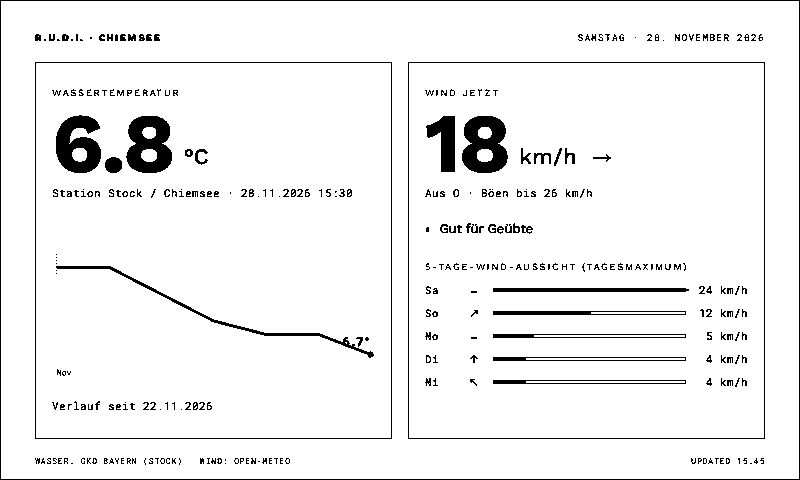 R.U.D.I. · CHIEMSEE
SAMSTAG · 28. NOVEMBER 2026
WASSERTEMPERATUR
6.8 °C
Station Stock / Chiemsee · 28.11.2026 15:30
6.7°
Nov
Verlauf seit 22.11.2026
WIND JETZT
18 km/h →
Aus O · Böen bis 26 km/h
Gut für Geübte
5-TAGE-WIND-AUSSICHT (TAGESMAXIMUM)
Sa 24 km/h
So ↗ 12 km/h
Mo 5 km/h
Di ↑ 4 km/h
Mi ↖ 4 km/h
WASSER: GKD BAYERN (STOCK) WIND: OPEN-METEO
UPDATED 15:45